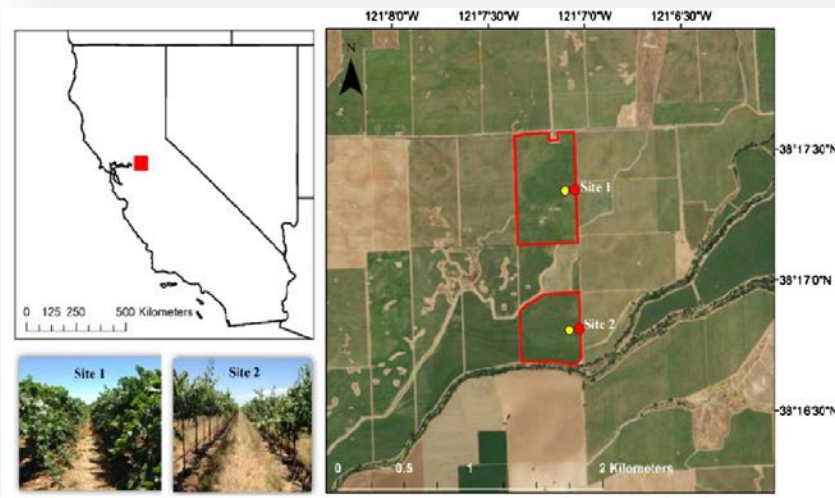 121°8'0"W 121°7'30"W 121°7'0"W 121°6'30"W
N
38°17'30"N
Site 1
38°17'0"N
Site 2
38°16'30"N
0 0.5 1 2 Kilometers
0 125 250 500 Kilometers
Site 1
Site 2